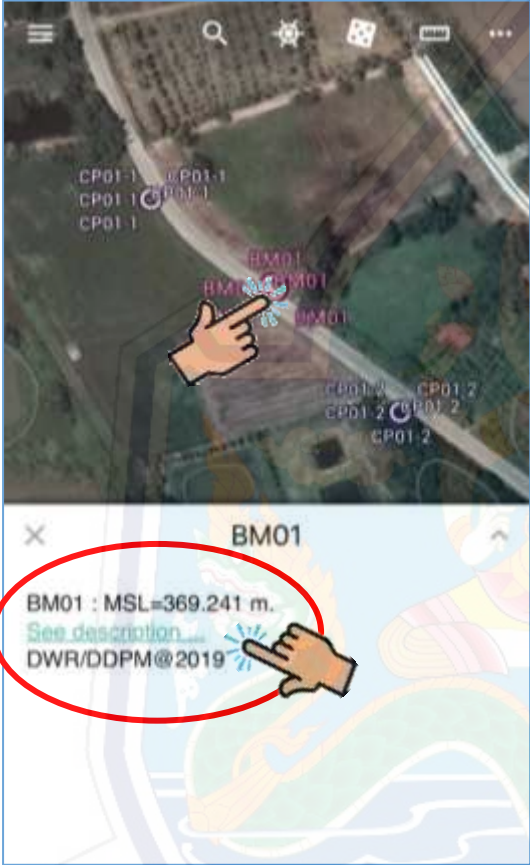 CP01-1 CP01-1
CP01-1 CP01-1
CP01-1
BM01
BM01
BM01
CP01-2 CP01-2
CP01-2 CP01-2
CP01-2
BM01
BM01 : MSL=369.241 m.
See description ...
DWR/DDPM@2019